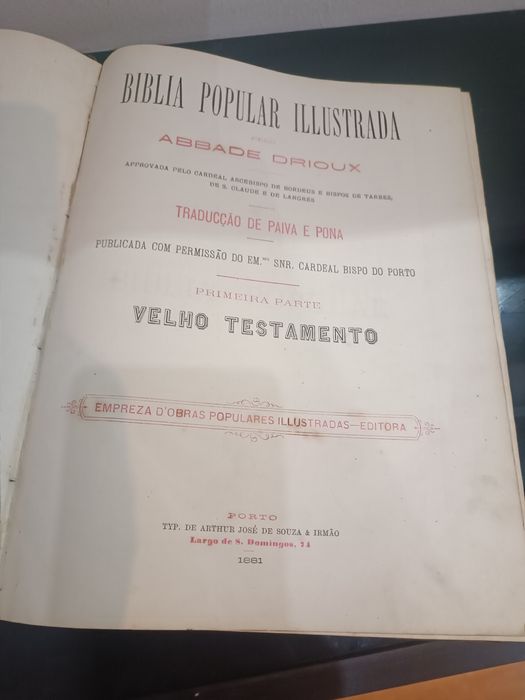 BIBLIA POPULAR ILLUSTRADA
PELO
ABBADE DRIOUX
APPROVADA PELO CARDEAL ARCEBISPO DE BORDEUS E BISPOS DE TARBES,
DE S. CLAUDE E DE LANGRES
TRADUCÇÃO DE PAIVA E PONA
PUBLICADA COM PERMISSÃO DO EM.MO SNR. CARDEAL BISPO DO PORTO
PRIMEIRA PARTE
VELHO TESTAMENTO
EMPREZA D'OBRAS POPULARES ILLUSTRADAS—EDITORA
PORTO
TYP. DE ARTHUR JOSÉ DE SOUZA & IRMÃO
Largo de S. Domingos, 74
1881